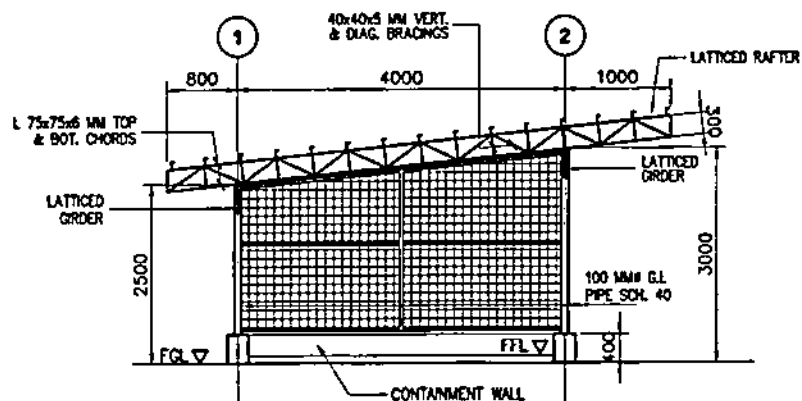 40x40x5 MM VERT.
& DIAG. BRACINGS
1
2
LATTICED RAFTER
800
4000
1000
L 75x75x6 MM TOP
& BOT. CHORDS
300
LATTICED
GIRDER
LATTICED
GIRDER
2500
3000
100 MMø G.I.
PIPE SCH. 40
FGL
FFL
400
CONTAINMENT WALL